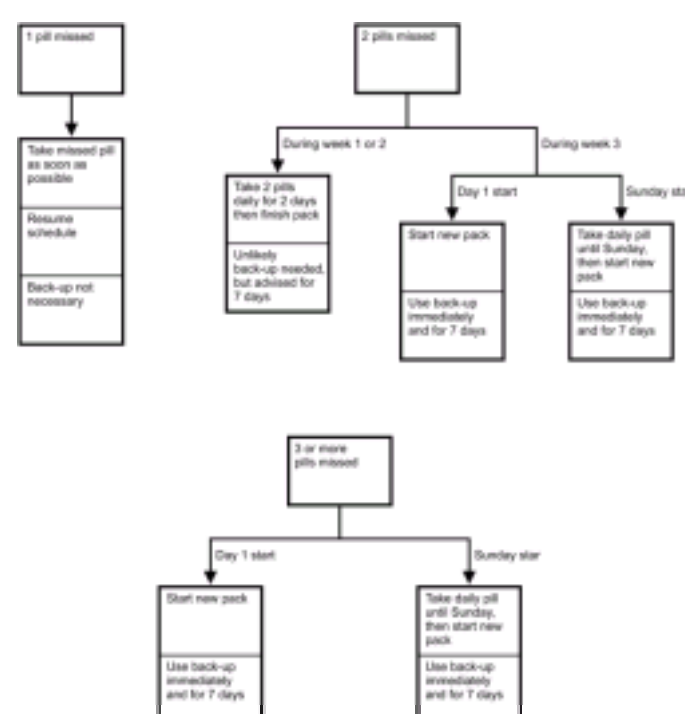 1 pill missed
Take missed pill
as soon as
possible
Resume
schedule
Back-up not
necessary
2 pills missed
During week 1 or 2
Take 2 pills
daily for 2 days
then finish pack
Unlikely
back-up needed,
but advised for
7 days
During week 3
Day 1 start
Start new pack
Use back-up
immediately
and for 7 days
Sunday sta
Take daily pill
until Sunday,
then start new
pack
Use back-up
immediately
and for 7 days
3 or more
pills missed
Day 1 start
Start new pack
Use back-up
immediately
and for 7 days
Sunday star
Take daily pill
until Sunday,
then start new
pack
Use back-up
immediately
and for 7 days